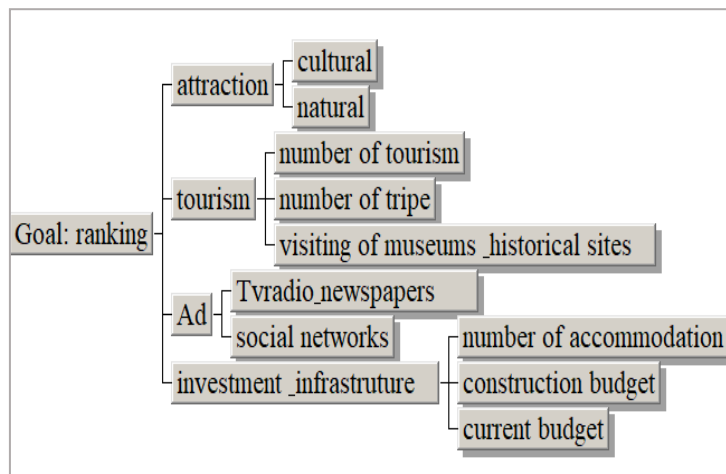 Goal: ranking
attraction
cultural
natural
tourism
number of tourism
number of tripe
visiting of museums _historical sites
Ad
Tvradio_newspapers
social networks
investment _infrastruture
number of accommodation
construction budget
current budget